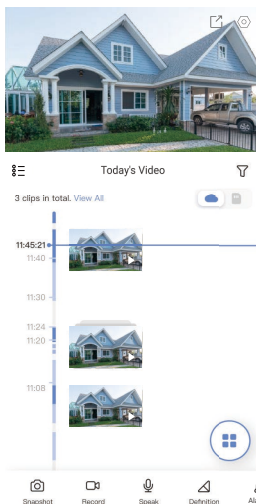 Today's Video
3 clips in total. View All
11:45:21
11:40
11:30
11:24
11:20
11:08
Snapshot
Record
Speak
Definition